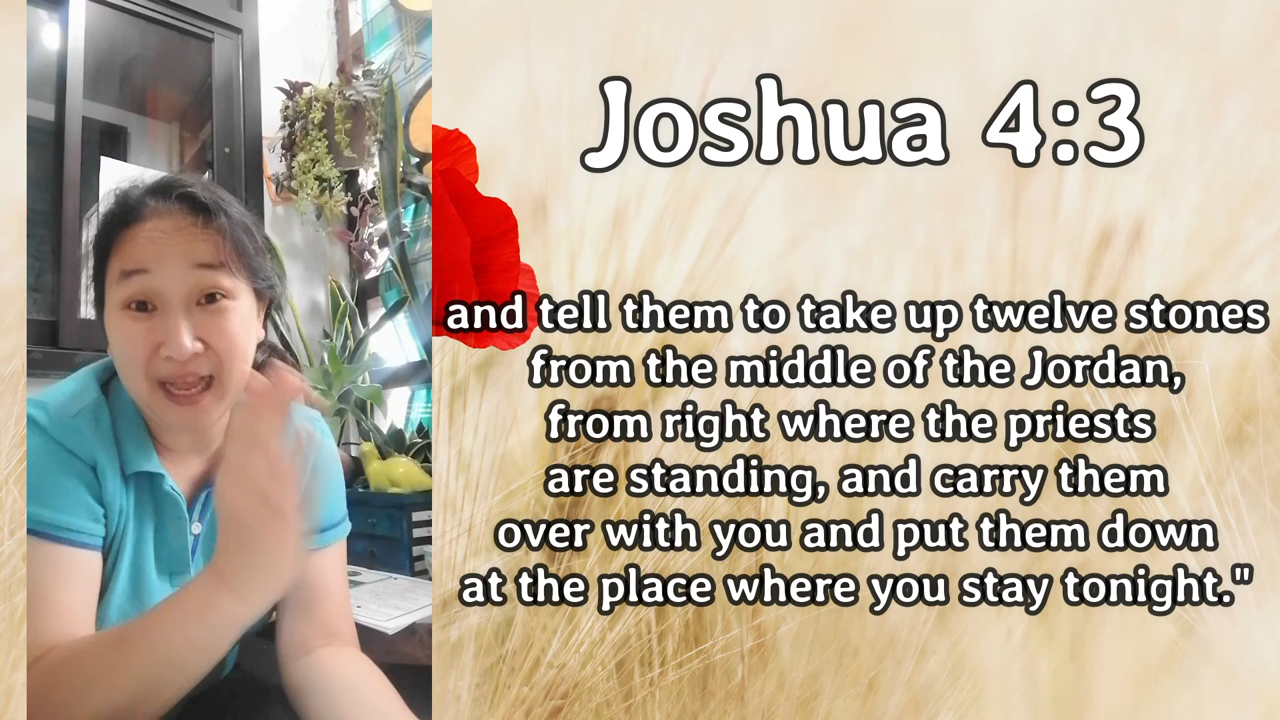 Joshua 4:3
and tell them to take up twelve stones
from the middle of the Jordan,
from right where the priests
are standing, and carry them
over with you and put them down
at the place where you stay tonight."